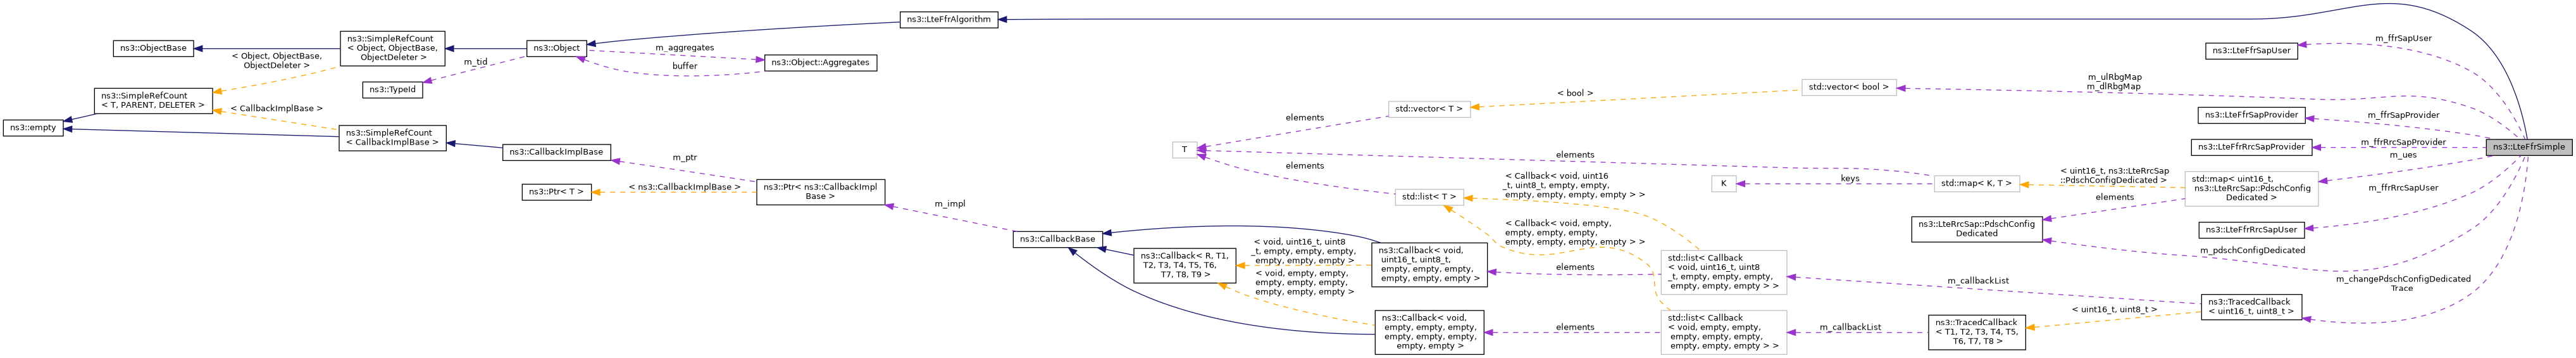 ns3::LteFfrAlgorithm
ns3::ObjectBase
ns3::SimpleRefCount
< Object, ObjectBase,
ObjectDeleter >
ns3::Object
m_aggregates
buffer
ns3::Object::Aggregates
< Object, ObjectBase,
ObjectDeleter >
m_tid
ns3::TypeId
ns3::SimpleRefCount
< T, PARENT, DELETER >
< CallbackImplBase >
ns3::empty
ns3::SimpleRefCount
< CallbackImplBase >
ns3::CallbackImplBase
m_ptr
ns3::Ptr< T >
< ns3::CallbackImplBase >
ns3::Ptr< ns3::CallbackImpl
Base >
m_impl
ns3::CallbackBase
T
elements
elements
elements
std::vector< T >
< bool >
std::vector< bool >
m_ulRbgMap
m_dlRbgMap
std::list< T >
< Callback< void, uint16
_t, uint8_t, empty, empty,
empty, empty, empty, empty > >
< Callback< void, empty,
empty, empty, empty,
empty, empty, empty, empty > >
K
keys
std::map< K, T >
< uint16_t, ns3::LteRrcSap
::PdschConfigDedicated >
elements
std::map< uint16_t,
ns3::LteRrcSap::PdschConfig
Dedicated >
ns3::LteRrcSap::PdschConfig
Dedicated
ns3::Callback< R, T1,
T2, T3, T4, T5, T6,
T7, T8, T9 >
< void, uint16_t, uint8
_t, empty, empty, empty,
empty, empty, empty >
< void, empty, empty,
empty, empty, empty,
empty, empty, empty >
ns3::Callback< void,
uint16_t, uint8_t,
empty, empty, empty,
empty, empty, empty >
ns3::Callback< void,
empty, empty, empty,
empty, empty, empty,
empty, empty >
elements
elements
std::list< Callback
< void, uint16_t, uint8
_t, empty, empty, empty,
empty, empty, empty > >
std::list< Callback
< void, empty, empty,
empty, empty, empty,
empty, empty, empty > >
m_callbackList
m_callbackList
ns3::TracedCallback
< T1, T2, T3, T4, T5,
T6, T7, T8 >
< uint16_t, uint8_t >
ns3::TracedCallback
< uint16_t, uint8_t >
ns3::LteFfrSapUser
m_ffrSapUser
ns3::LteFfrSapProvider
m_ffrSapProvider
ns3::LteFfrRrcSapProvider
m_ffrRrcSapProvider
m_ues
m_ffrRrcSapUser
ns3::LteFfrRrcSapUser
m_pdschConfigDedicated
m_changePdschConfigDedicated
Trace
ns3::LteFfrSimple